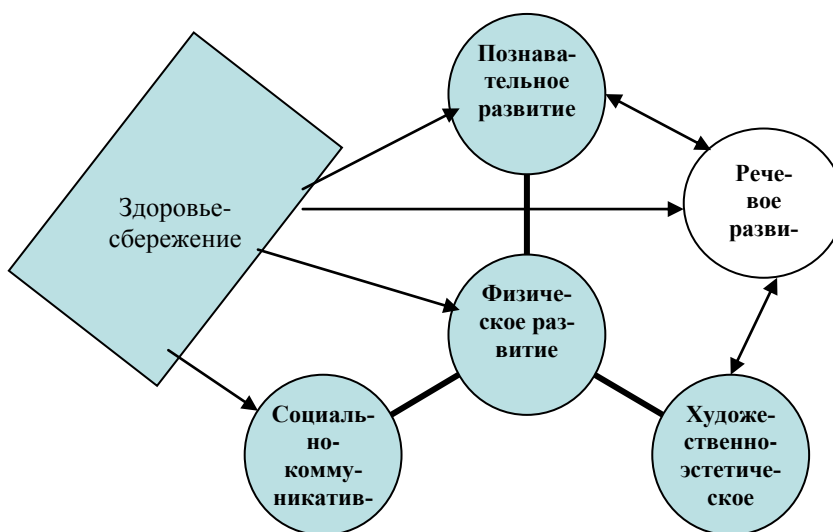 Познава-
тельное
развитие
Здоровье-
сбережение
Рече-
вое
разви-
Физиче-
ское раз-
витие
Социаль-
но-
комму-
никатив-
Художе-
ственно-
эстетиче-
ское